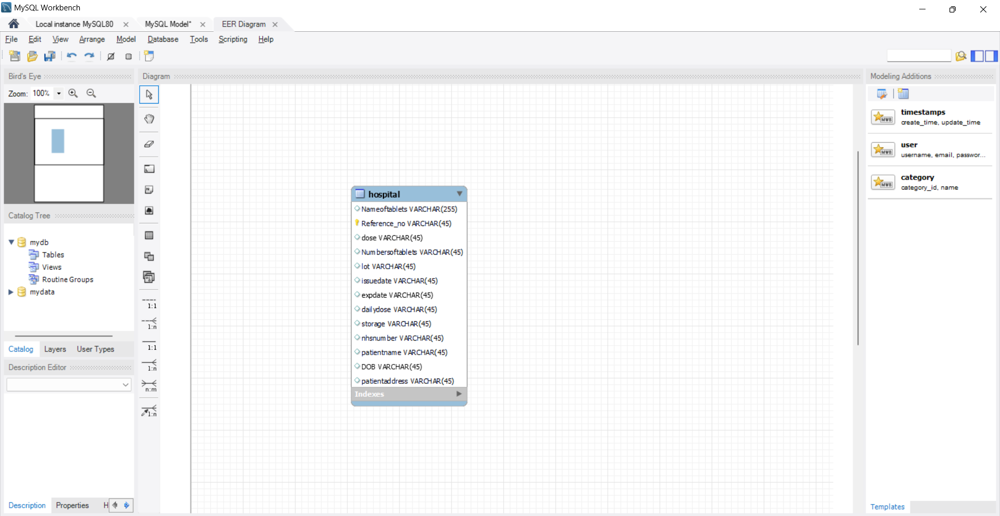 MySQL Workbench
Local instance MySQL80
MySQL Model*
EER Diagram
File Edit View Arrange Model Database Tools Scripting Help
Bird's Eye
Zoom: 100%
Catalog Tree
mydb
Tables
Views
Routine Groups
mydata
Catalog Layers User Types
Description Editor
Description Properties H
Diagram
1:1
1:n
1:1
1:n
n:m
1:n
hospital
Nameoftablets VARCHAR(255)
Reference_no VARCHAR(45)
dose VARCHAR(45)
Numbersoftablets VARCHAR(45)
lot VARCHAR(45)
issuedate VARCHAR(45)
expdate VARCHAR(45)
dailydose VARCHAR(45)
storage VARCHAR(45)
nhsnumber VARCHAR(45)
patientname VARCHAR(45)
DOB VARCHAR(45)
patientaddress VARCHAR(45)
Indexes
Modeling Additions
MWB
timestamps
create_time, update_time
MWB
user
username, email, passwor...
MWB
category
category_id, name
Templates